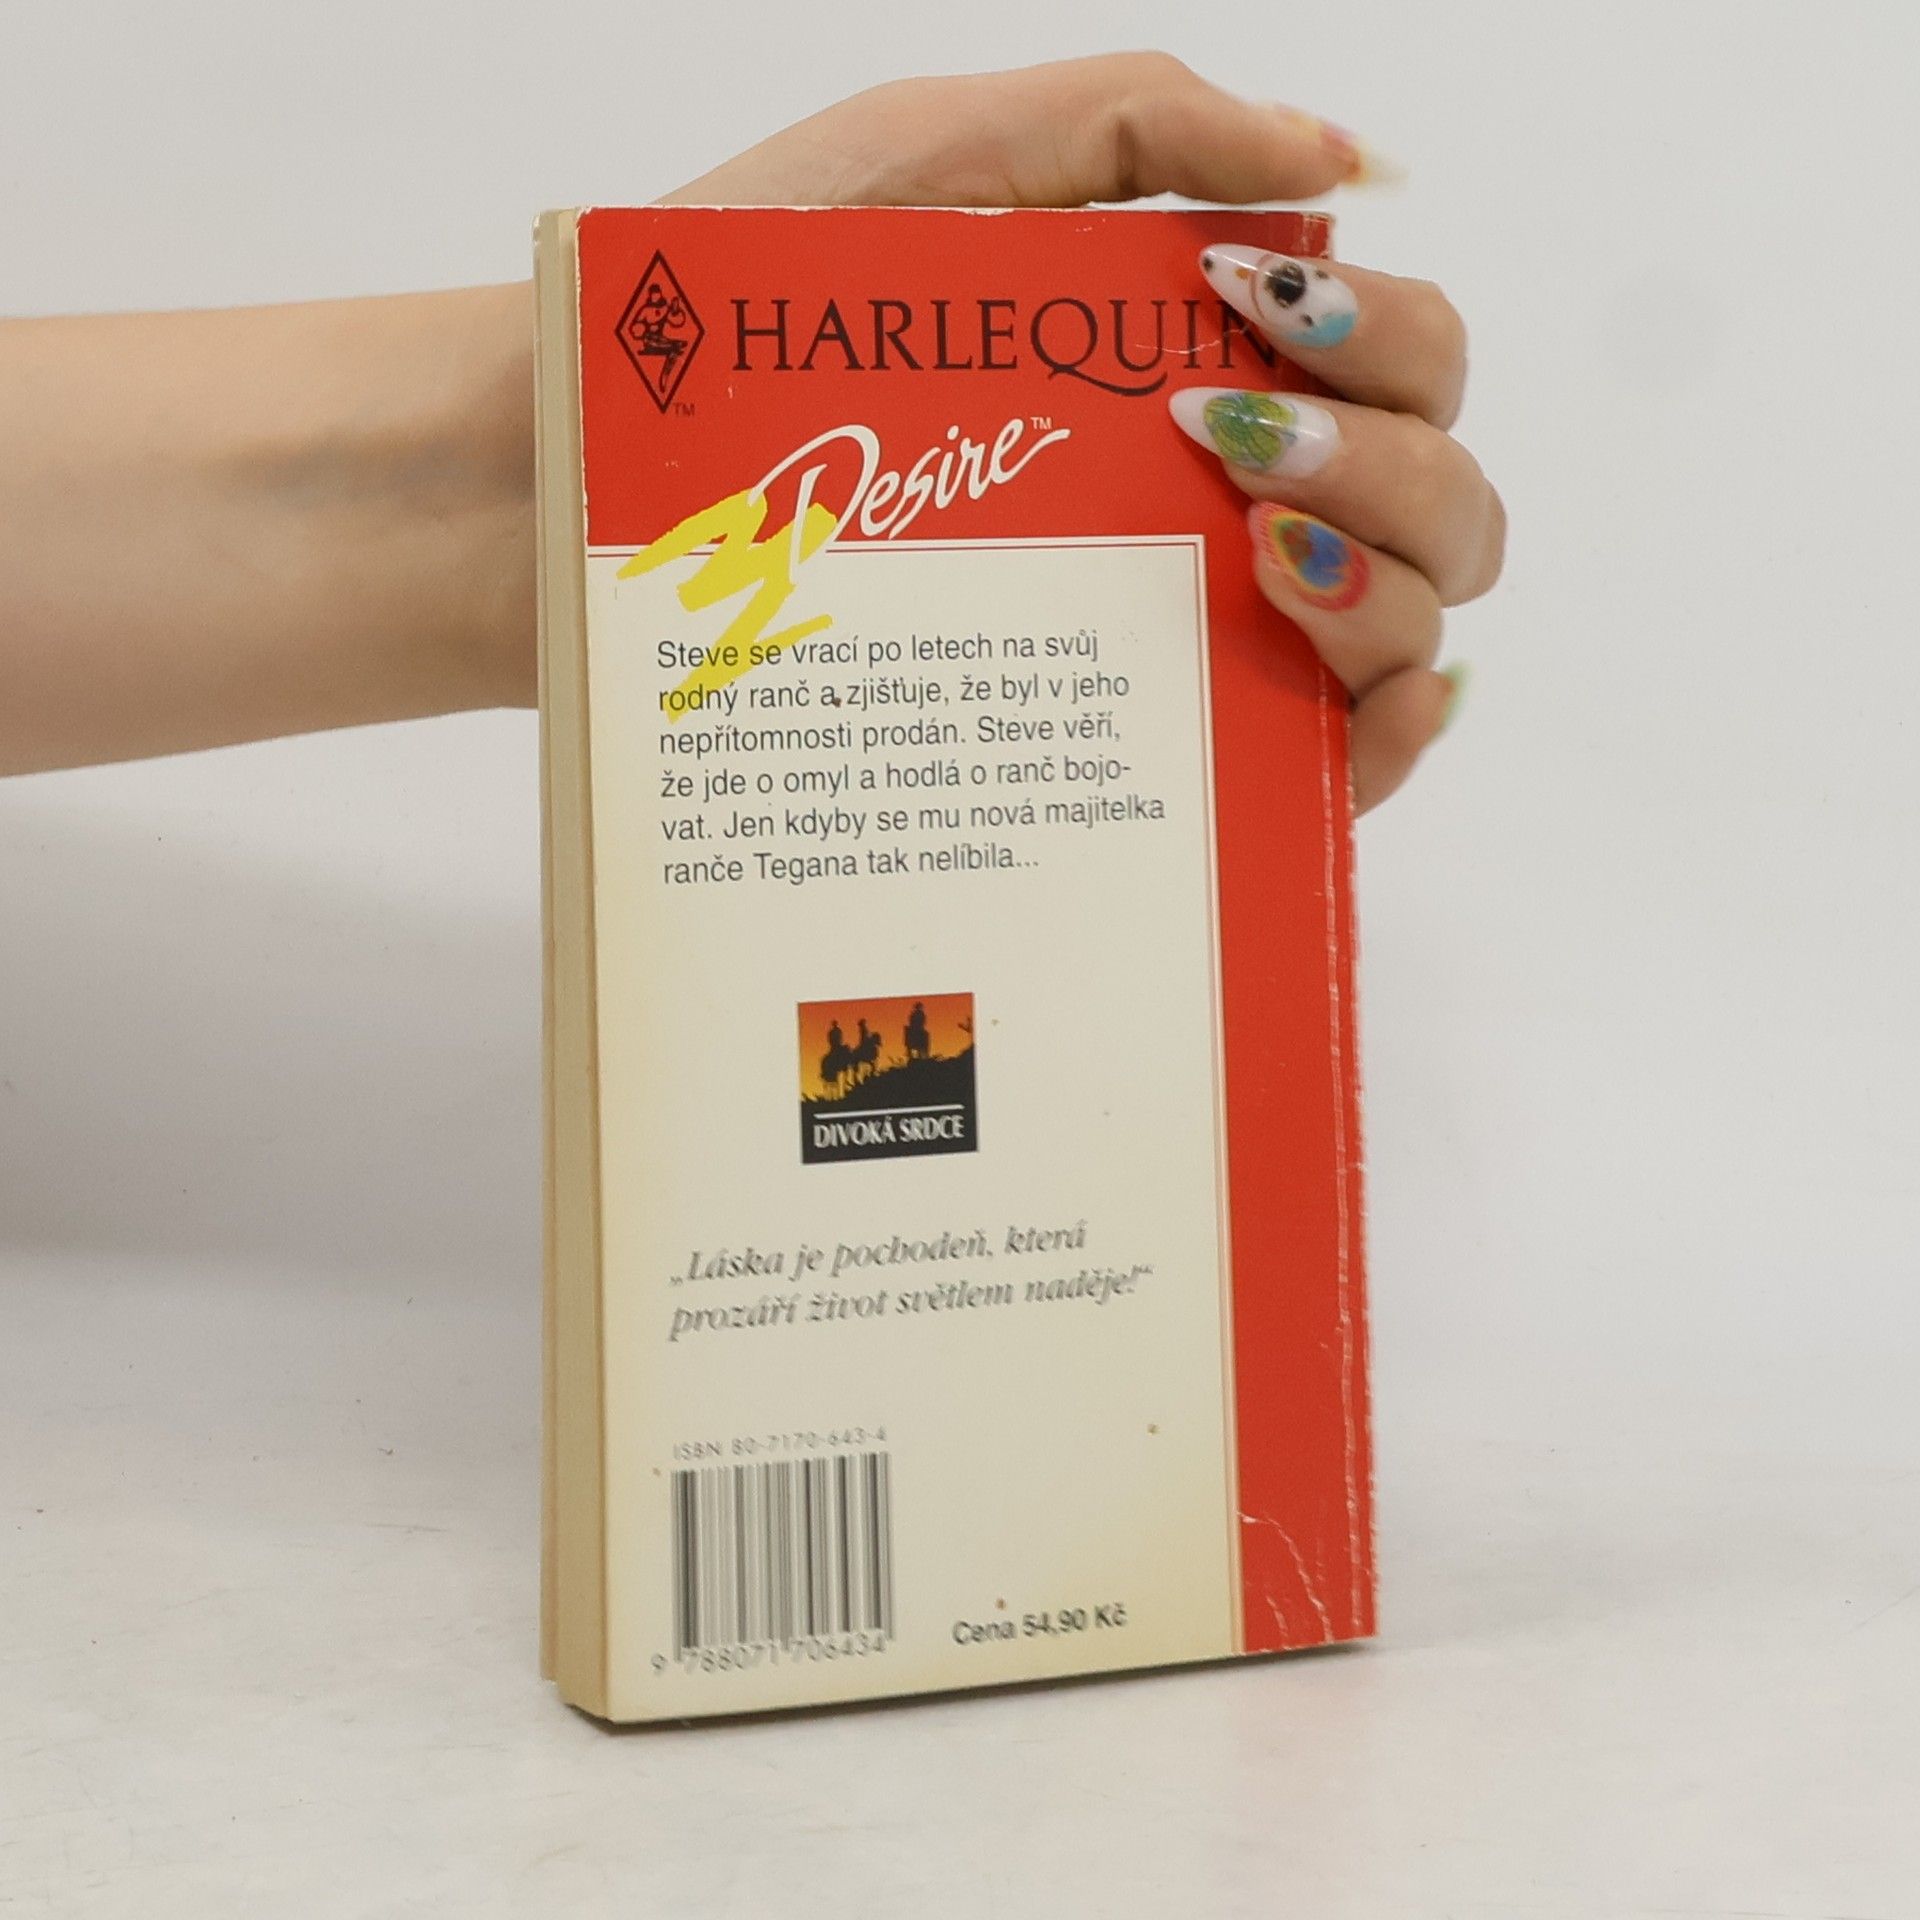 HARLEQUIN
TM
Desire TM
Steve se vrací po letech na svůj
rodný ranč a zjišťuje, že byl v jeho
nepřítomnosti prodán. Steve věří,
že jde o omyl a hodlá o ranč bojo-
vat. Jen kdyby se mu nová majitelka
ranče Tegana tak nelíbila...
DIVOKÁ SRDCE
„Láska je pochodeň, která
prozáří život světlem naděje!“
ISBN 80-7170-643-4
9 788071 706434
Cena 54,90 Kč